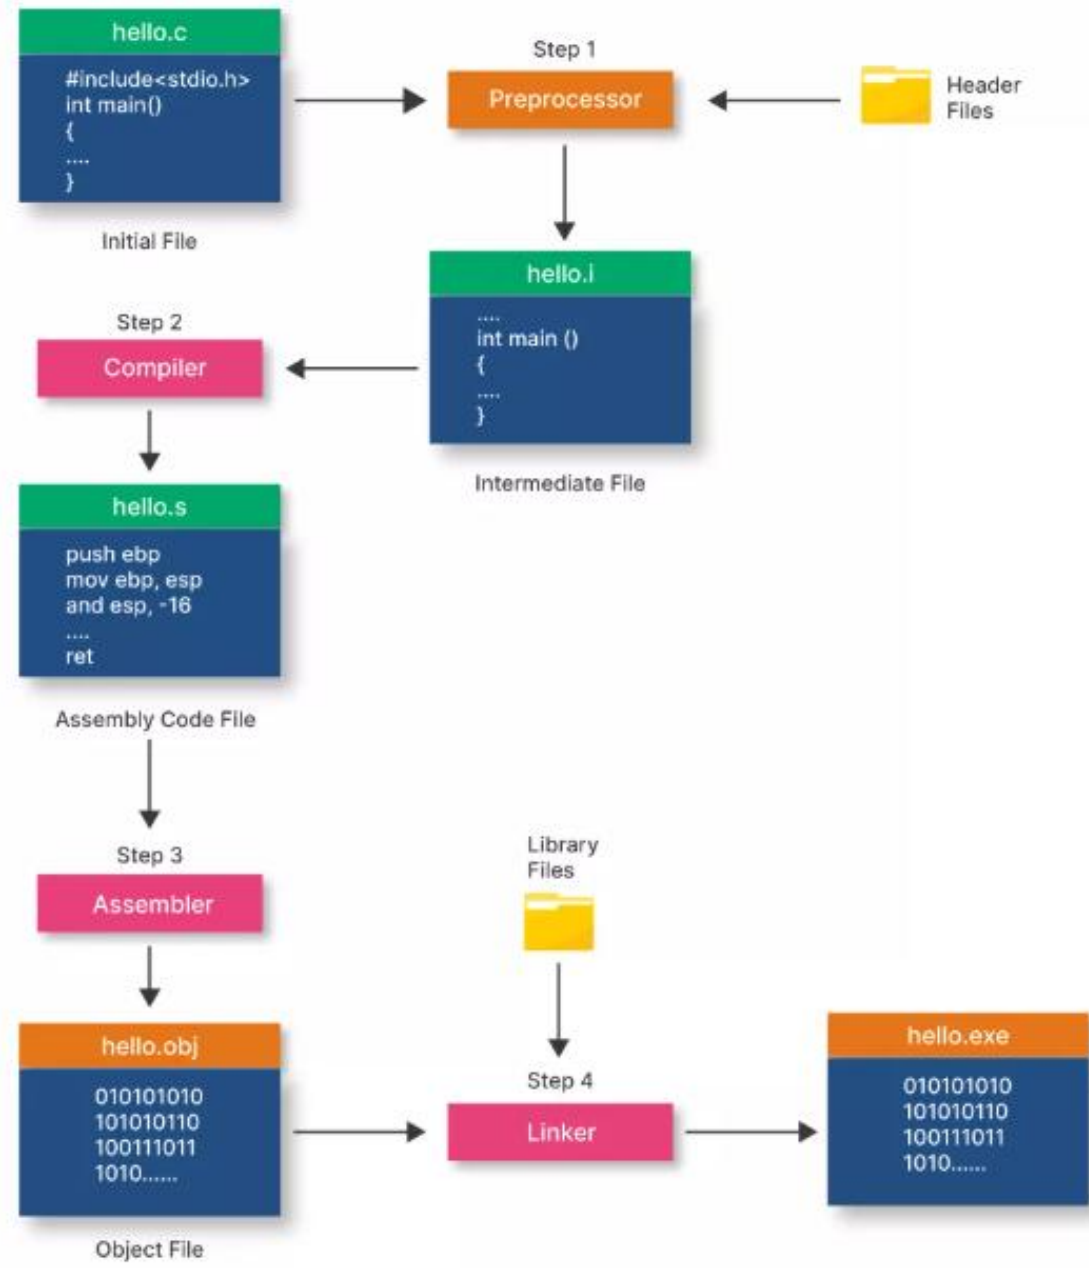 hello.c
#include<stdio.h>
int main()
{
....
}
Initial File
Step 1
Preprocessor
Header
Files
hello.i
....
int main ()
{
....
}
Intermediate File
Step 2
Compiler
hello.s
push ebp
mov ebp, esp
and esp, -16
....
ret
Assembly Code File
Step 3
Assembler
hello.obj
010101010
101010110
100111011
1010......
Object File
Library
Files
Step 4
Linker
hello.exe
010101010
101010110
100111011
1010......